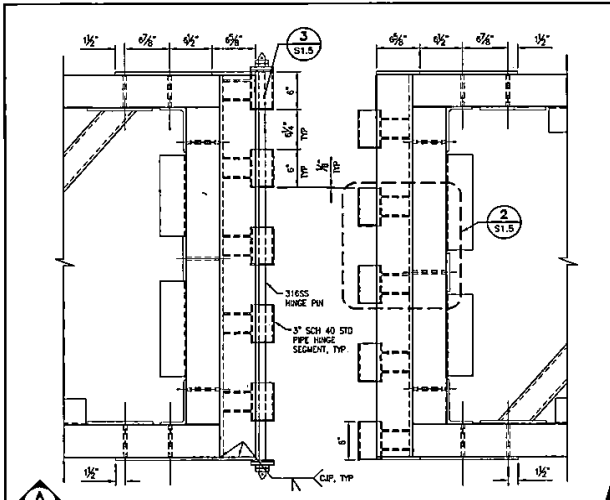 1½" 6⅞" 6½" 6⅝"
3
S1.5
6⅝" 6½" 6⅞" 1½"
6"
6¼"
TYP
6"
TYP
⅛"
TYP
2
S1.5
316SS
HINGE PIN
3" SCH 40 STD
PIPE HINGE
SEGMENT, TYP.
6"
1½"
CJP, TYP
1½"
A